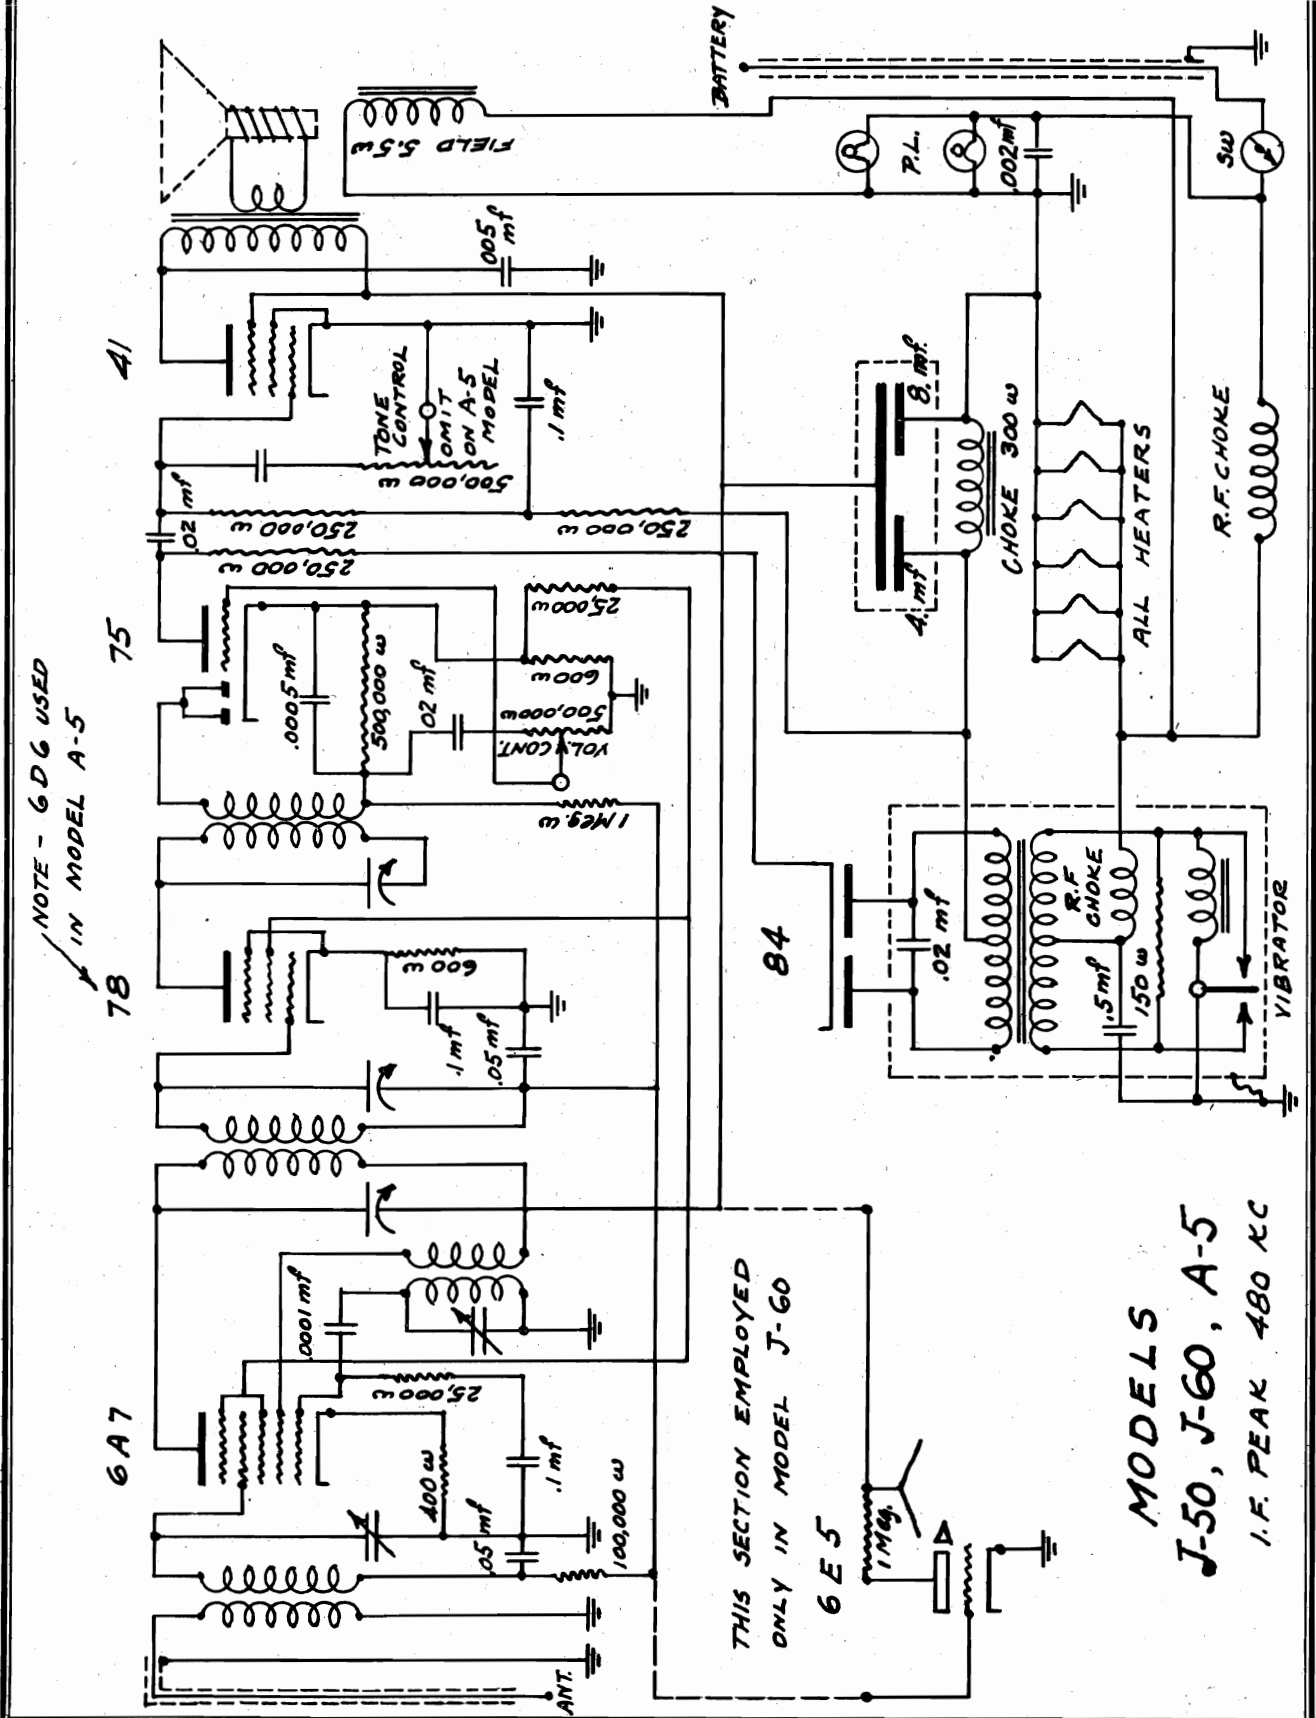 NOTE - 6D6 USED
IN MODEL A-5
6A7
78
75
41
.0001 mf
25,000 ω
400 ω
.1 mf
.05 mf
100,000 ω
ANT.
600 ω
.1 mf
.05 mf
.0005 mf
500,000 ω
.02 mf
1 Meg. ω
VOL. CONT.
500,000 ω
600 ω
25,000 ω
250,000 ω
.02 mf
250,000 ω
250,000 ω
TONE
CONTROL
OMIT
ON A-5
MODEL
500,000 ω
.1 mf
.005
mf
FIELD 5.5 ω
BATTERY
P.L.
.002 mf
SW
8. mf.
4. mf
CHOKE 300 ω
ALL HEATERS
R.F. CHOKE
84
.02 mf
R.F
CHOKE
.5 mf
150 ω
VIBRATOR
THIS SECTION EMPLOYED
ONLY IN MODEL J-60
6E5
1 Meg.
MODELS
J-50, J-60, A-5
I.F. PEAK 480 KC